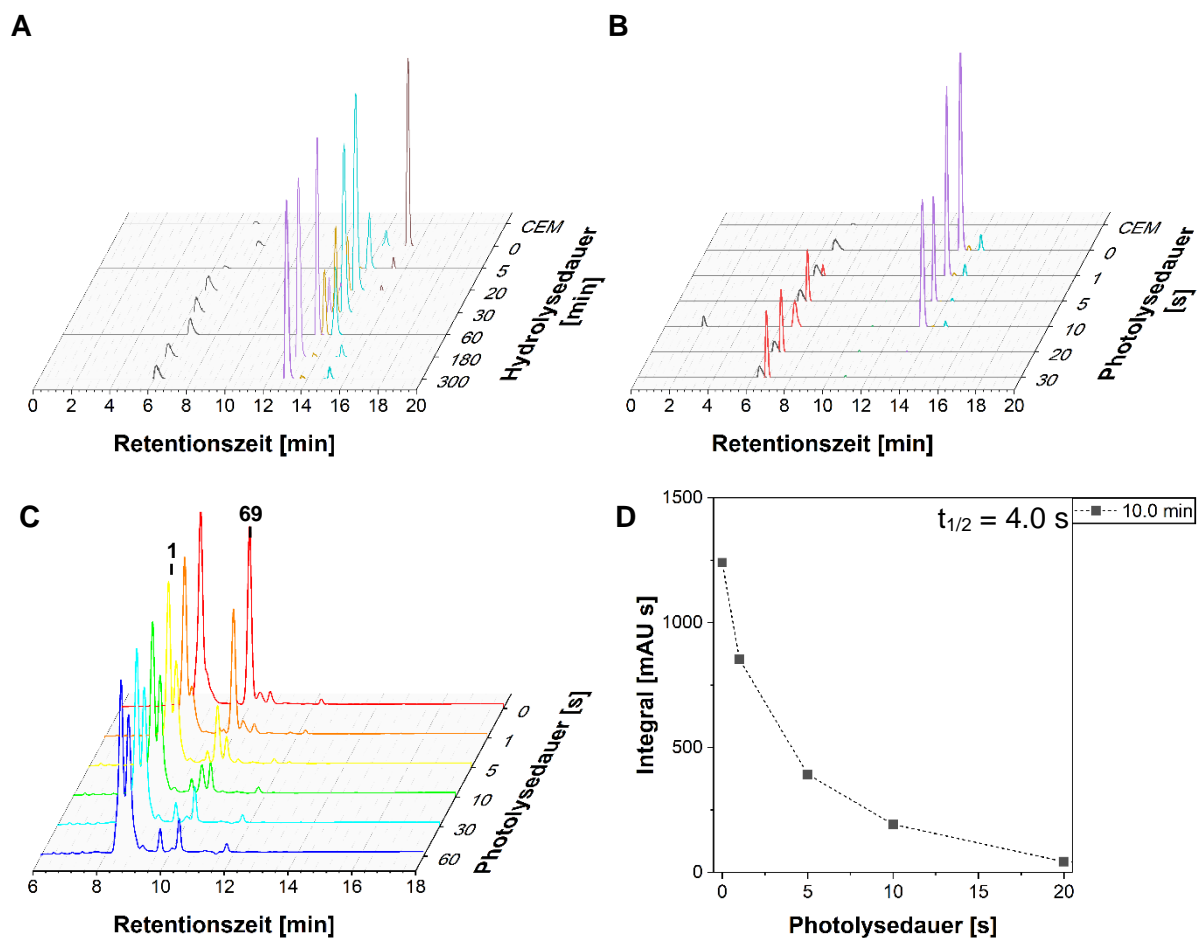 A
CEM
0
5
20
30
60
180
300
Hydrolysedauer
[min]
0 2 4 6 8 10 12 14 16 18 20
Retentionszeit [min]
B
CEM
0
1
5
10
20
30
Photolysedauer
[s]
0 2 4 6 8 10 12 14 16 18 20
Retentionszeit [min]
C
1
69
0
1
5
10
30
60
Photolysedauer [s]
6 8 10 12 14 16 18
Retentionszeit [min]
D
t1/2 = 4.0 s
10.0 min
1500
1000
500
0
Integral [mAU s]
0 5 10 15 20
Photolysedauer [s]